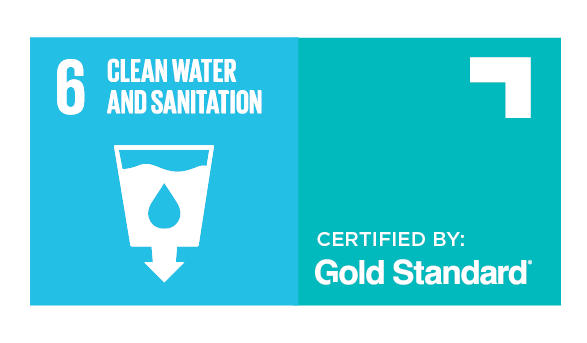 6
CLEAN WATER
AND SANITATION
CERTIFIED BY:
Gold Standard®